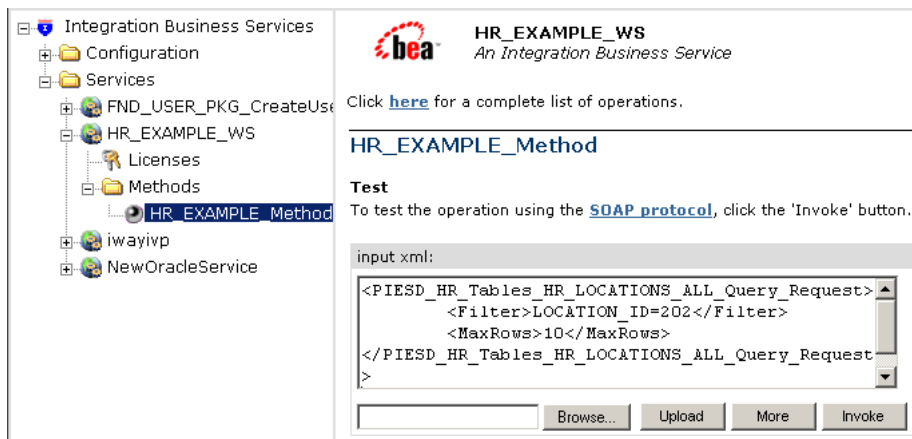 Integration Business Services
Configuration
Services
FND_USER_PKG_CreateUse
HR_EXAMPLE_WS
Licenses
Methods
HR_EXAMPLE_Method
iwayivp
NewOracleService
bea
HR_EXAMPLE_WS
An Integration Business Service
Click here for a complete list of operations.
HR_EXAMPLE_Method
Test
To test the operation using the SOAP protocol, click the 'Invoke' button.
input xml:
<PIESD_HR_Tables_HR_LOCATIONS_ALL_Query_Request>
<Filter>LOCATION_ID=202</Filter>
<MaxRows>10</MaxRows>
</PIESD_HR_Tables_HR_LOCATIONS_ALL_Query_Request
>
Browse... Upload More Invoke